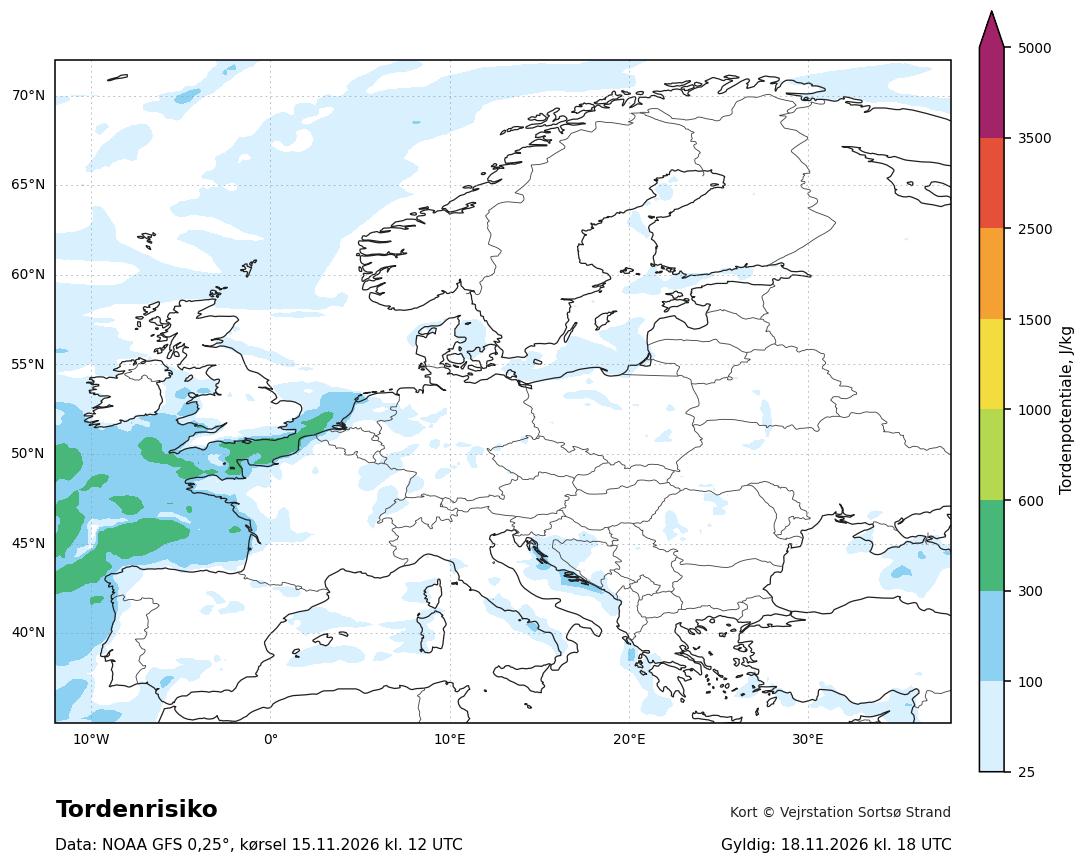 5000
3500
2500
1500
1000
600
300
100
25
Tordenpotentiale, J/kg
70°N
65°N
60°N
55°N
50°N
45°N
40°N
10°W
0°
10°E
20°E
30°E
Tordenrisiko
Kort © Vejrstation Sortsø Strand
Data: NOAA GFS 0,25°, kørsel 15.11.2026 kl. 12 UTC
Gyldig: 18.11.2026 kl. 18 UTC